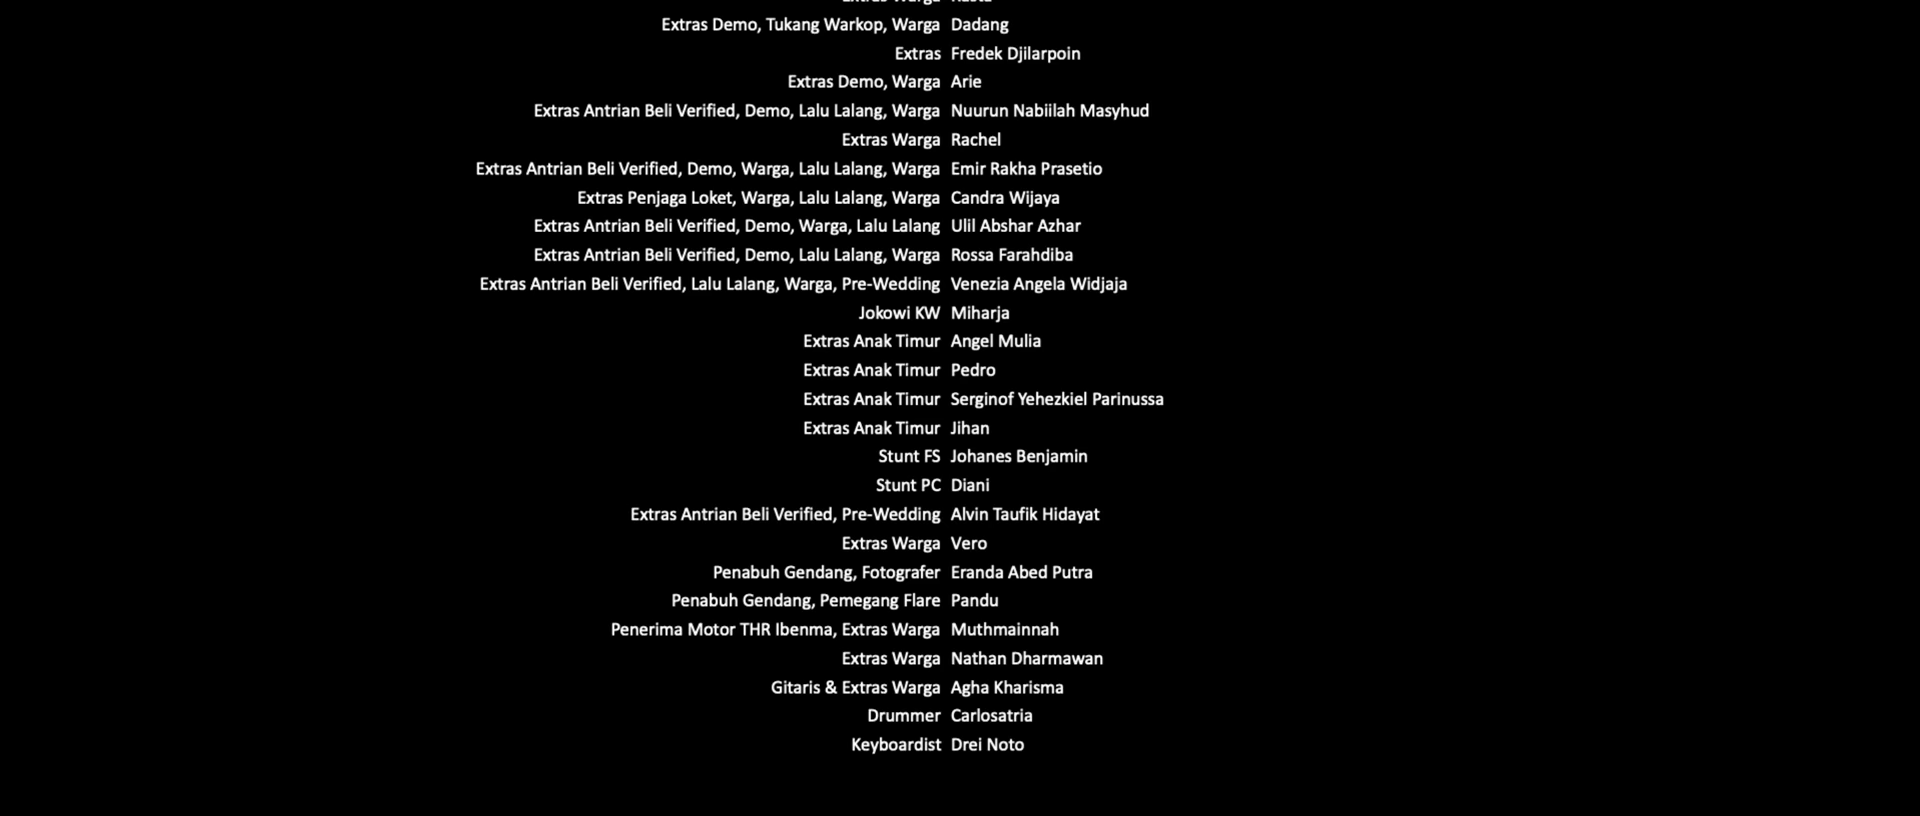 Extras Warga
Extras Demo, Tukang Warkop, Warga Dadang
Extras Fredek Djilarpoin
Extras Demo, Warga Arie
Extras Antrian Beli Verified, Demo, Lalu Lalang, Warga Nuurun Nabiilah Masyhud
Extras Warga Rachel
Extras Antrian Beli Verified, Demo, Warga, Lalu Lalang, Warga Emir Rakha Prasetio
Extras Penjaga Loket, Warga, Lalu Lalang, Warga Candra Wijaya
Extras Antrian Beli Verified, Demo, Warga, Lalu Lalang Ulil Abshar Azhar
Extras Antrian Beli Verified, Demo, Lalu Lalang, Warga Rossa Farahdiba
Extras Antrian Beli Verified, Lalu Lalang, Warga, Pre-Wedding Venezia Angela Widjaja
Jokowi KW Miharja
Extras Anak Timur Angel Mulia
Extras Anak Timur Pedro
Extras Anak Timur Serginof Yehezkiel Parinussa
Extras Anak Timur Jihan
Stunt FS Johanes Benjamin
Stunt PC Diani
Extras Antrian Beli Verified, Pre-Wedding Alvin Taufik Hidayat
Extras Warga Vero
Penabuh Gendang, Fotografer Eranda Abed Putra
Penabuh Gendang, Pemegang Flare Pandu
Penerima Motor THR Ibenma, Extras Warga Muthmainnah
Extras Warga Nathan Dharmawan
Gitaris & Extras Warga Agha Kharisma
Drummer Carlosatria
Keyboardist Drei Noto